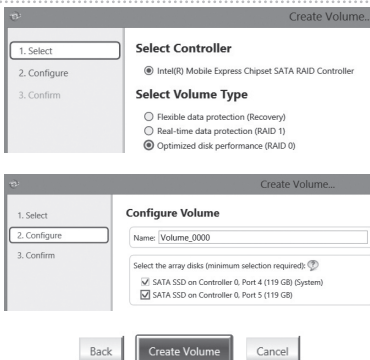 Create Volume...
1. Select
2. Configure
3. Confirm
Select Controller
Intel(R) Mobile Express Chipset SATA RAID Controller
Select Volume Type
Flexible data protection (Recovery)
Real-time data protection (RAID 1)
Optimized disk performance (RAID 0)
Create Volume...
1. Select
2. Configure
3. Confirm
Configure Volume
Name: Volume_0000
Select the array disks (minimum selection required): ?
SATA SSD on Controller 0, Port 4 (119 GB) (System)
SATA SSD on Controller 0, Port 5 (119 GB)
Back Create Volume Cancel